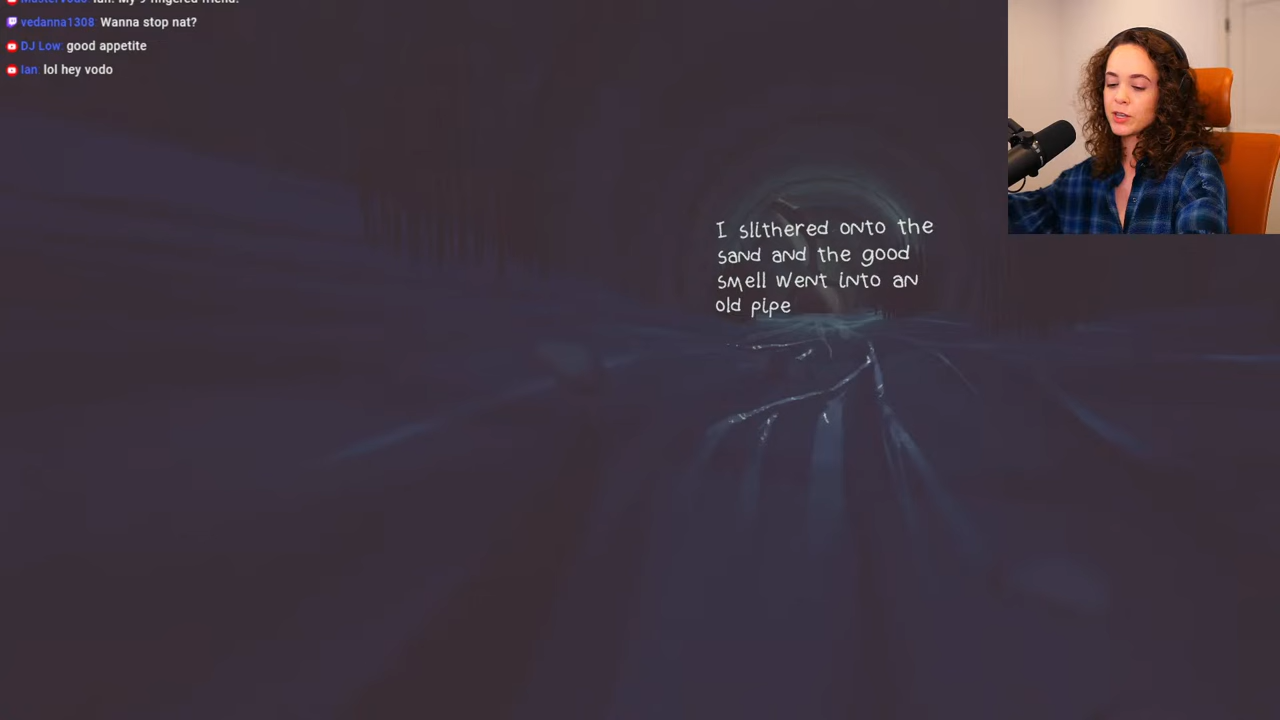 vedanna1308: Wanna stop nat?
DJ Low: good appetite
Ian: lol hey vodo
I slithered onto the
sand and the good
smell went into an
old pipe